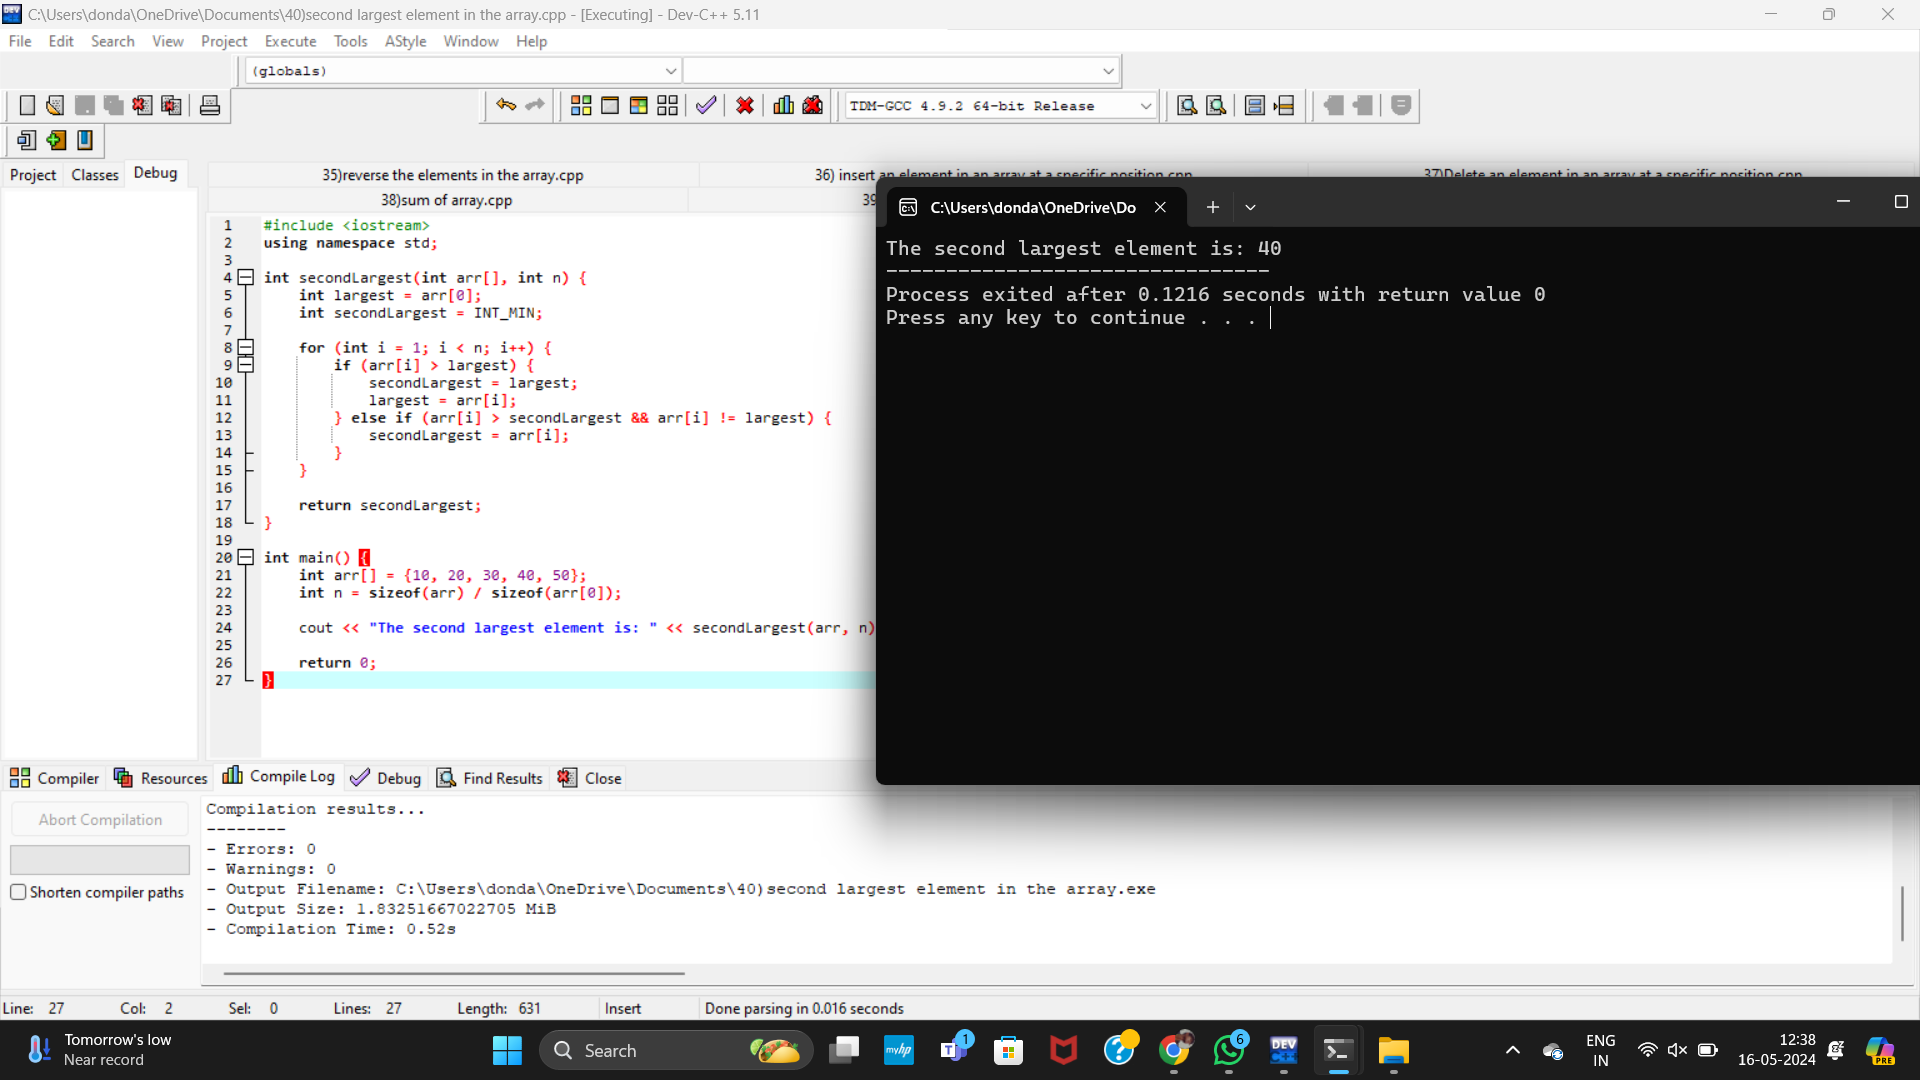 C:\Users\donda\OneDrive\Documents\40)second largest element in the array.cpp - [Executing] - Dev-C++ 5.11
File Edit Search View Project Execute Tools AStyle Window Help
(globals)
TDM-GCC 4.9.2 64-bit Release
Project Classes Debug
35)reverse the elements in the array.cpp 36) insert an element in an array at a specific position.cpp 37)Delete an element in an array at a specific position.cpp
38)sum of array.cpp 39
1 #include <iostream>
2 using namespace std;
3
4 int secondLargest(int arr[], int n) {
5 int largest = arr[0];
6 int secondLargest = INT_MIN;
7
8 for (int i = 1; i < n; i++) {
9 if (arr[i] > largest) {
10 secondLargest = largest;
11 largest = arr[i];
12 } else if (arr[i] > secondLargest && arr[i] != largest) {
13 secondLargest = arr[i];
14 }
15 }
16
17 return secondLargest;
18 }
19
20 int main() {
21 int arr[] = {10, 20, 30, 40, 50};
22 int n = sizeof(arr) / sizeof(arr[0]);
23
24 cout << "The second largest element is: " << secondLargest(arr, n)
25
26 return 0;
27 }
C:\Users\donda\OneDrive\Do
The second largest element is: 40
--------------------------------
Process exited after 0.1216 seconds with return value 0
Press any key to continue . . .
Compiler Resources Compile Log Debug Find Results Close
Abort Compilation
Shorten compiler paths
Compilation results...
--------
- Errors: 0
- Warnings: 0
- Output Filename: C:\Users\donda\OneDrive\Documents\40)second largest element in the array.exe
- Output Size: 1.83251667022705 MiB
- Compilation Time: 0.52s
Line: 27 Col: 2 Sel: 0 Lines: 27 Length: 631 Insert Done parsing in 0.016 seconds
Tomorrow's low
Near record
Search
myhp
1
6
DEV
ENG
IN
12:38
16-05-2024
PRE